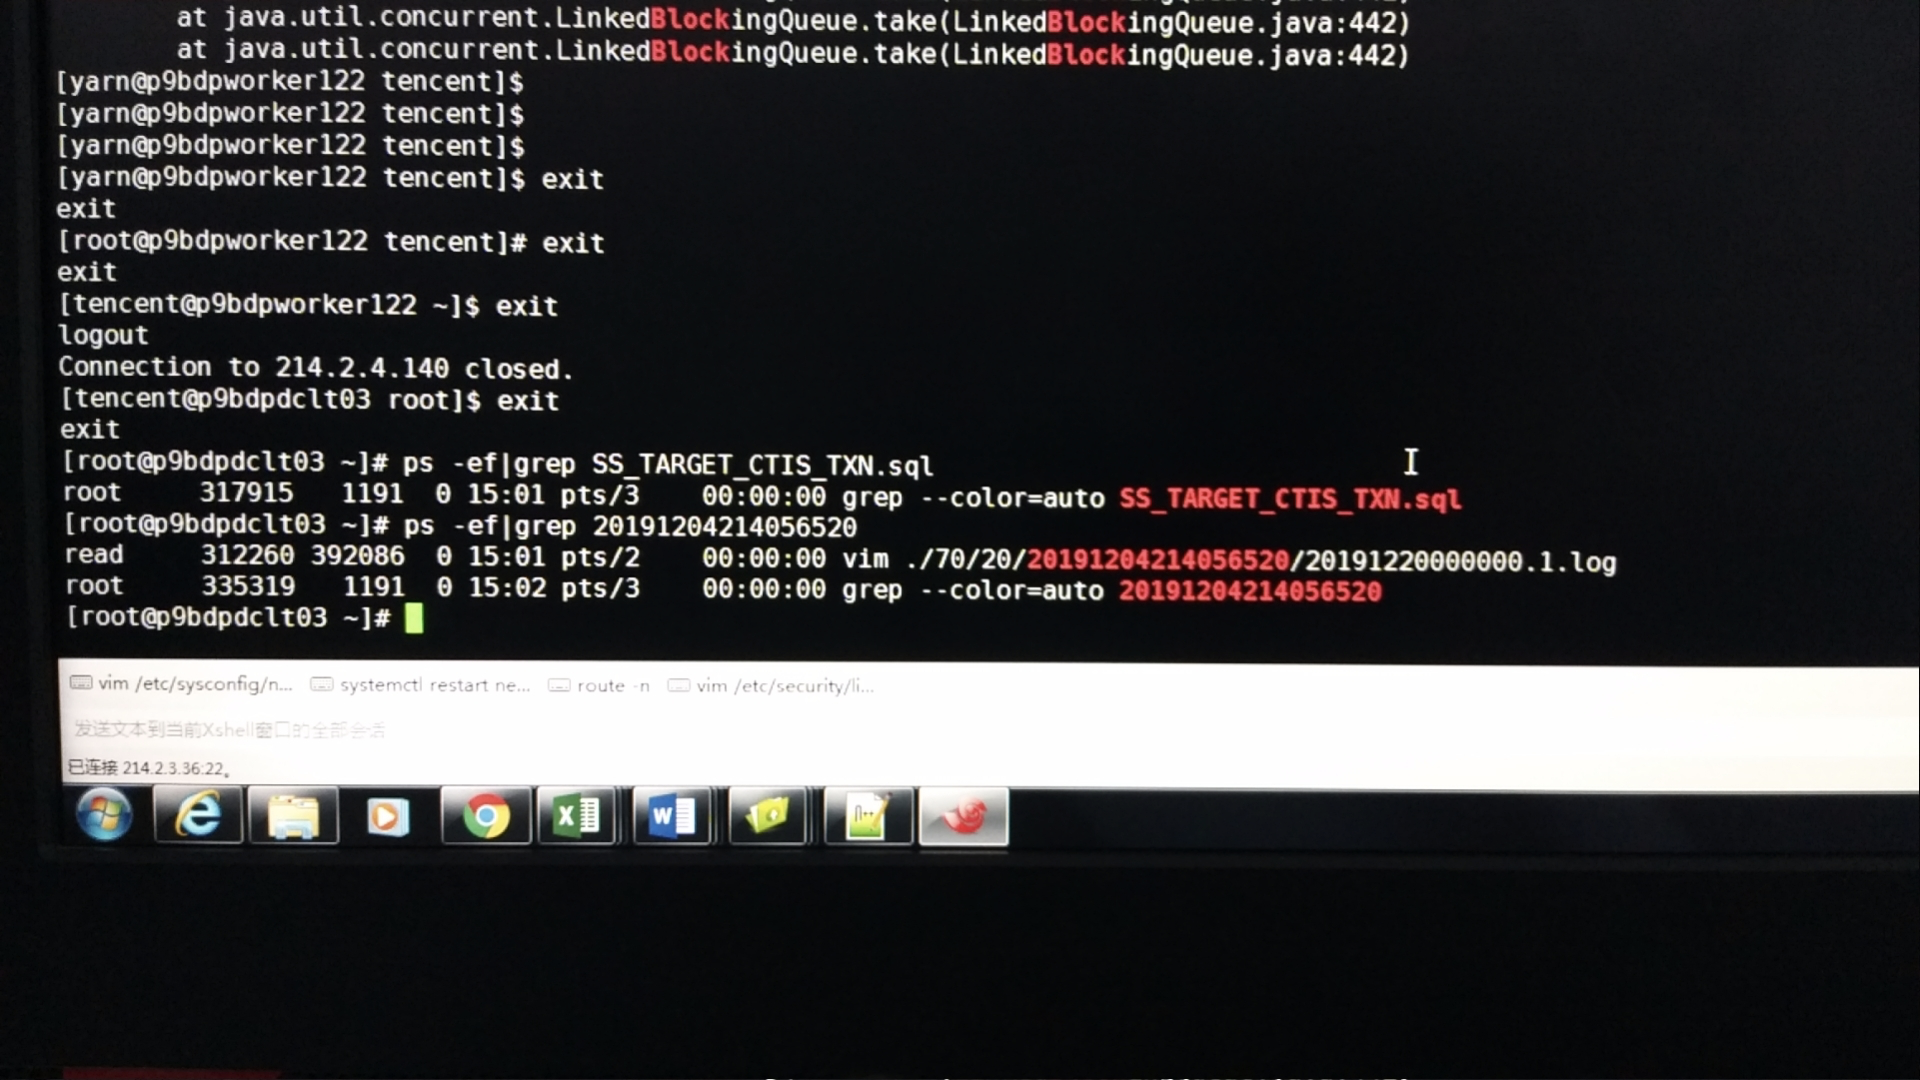 at java.util.concurrent.LinkedBlockingQueue.take(LinkedBlockingQueue.java:442)
at java.util.concurrent.LinkedBlockingQueue.take(LinkedBlockingQueue.java:442)
[yarn@p9bdpworker122 tencent]$
[yarn@p9bdpworker122 tencent]$
[yarn@p9bdpworker122 tencent]$
[yarn@p9bdpworker122 tencent]$ exit
exit
[root@p9bdpworker122 tencent]# exit
exit
[tencent@p9bdpworker122 ~]$ exit
logout
Connection to 214.2.4.140 closed.
[tencent@p9bdpdclt03 root]$ exit
exit
[root@p9bdpdclt03 ~]# ps -ef|grep SS_TARGET_CTIS_TXN.sql
root 317915 1191 0 15:01 pts/3 00:00:00 grep --color=auto SS_TARGET_CTIS_TXN.sql
[root@p9bdpdclt03 ~]# ps -ef|grep 20191204214056520
read 312260 392086 0 15:01 pts/2 00:00:00 vim ./70/20/20191204214056520/20191220000000.1.log
root 335319 1191 0 15:02 pts/3 00:00:00 grep --color=auto 20191204214056520
[root@p9bdpdclt03 ~]#
vim /etc/sysconfig/n... systemctl restart ne... route -n vim /etc/security/li...
发送文本到当前Xshell窗口的全部会话
已连接 214.2.3.36:22。